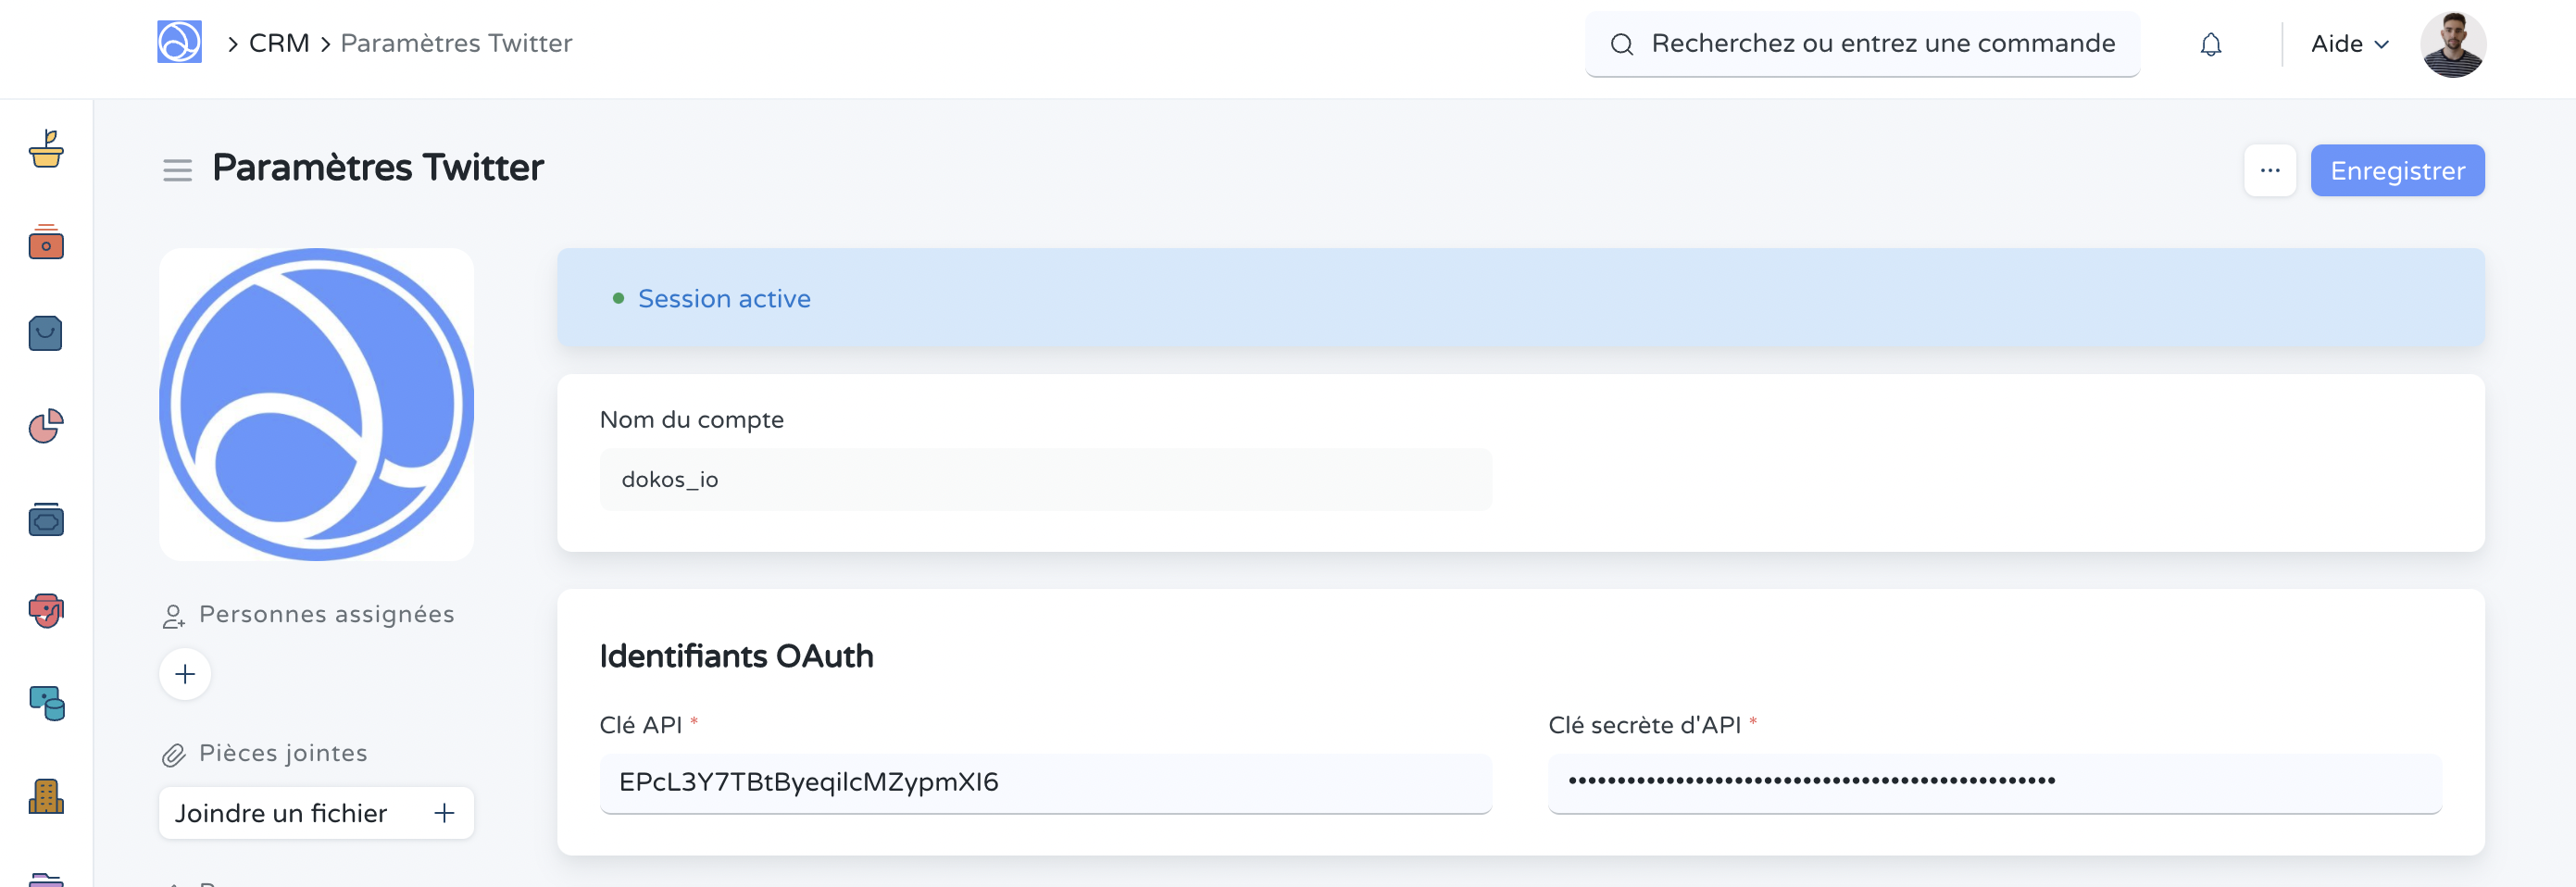 CRM
Paramètres Twitter
Recherchez ou entrez une commande
Aide
Paramètres Twitter
...
Enregistrer
Session active
Nom du compte
dokos_io
Personnes assignées
Identifiants OAuth
Clé API *
Clé secrète d'API *
Pièces jointes
EPcL3Y7TBtByeqilcMZypmXI6
••••••••••••••••••••••••••••••••••••••••••••••••••
Joindre un fichier